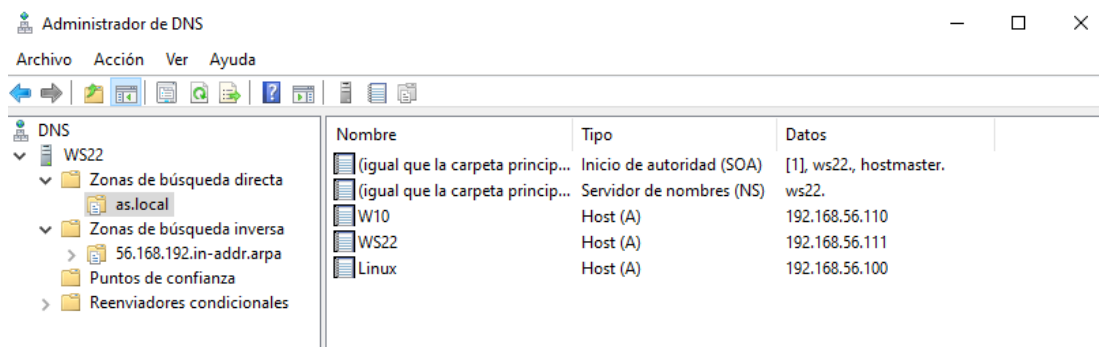 Administrador de DNS
Archivo Acción Ver Ayuda
DNS
WS22
Zonas de búsqueda directa
as.local
Zonas de búsqueda inversa
56.168.192.in-addr.arpa
Puntos de confianza
Reenviadores condicionales
Nombre Tipo Datos
(igual que la carpeta princip... Inicio de autoridad (SOA) [1], ws22., hostmaster.
(igual que la carpeta princip... Servidor de nombres (NS) ws22.
W10 Host (A) 192.168.56.110
WS22 Host (A) 192.168.56.111
Linux Host (A) 192.168.56.100